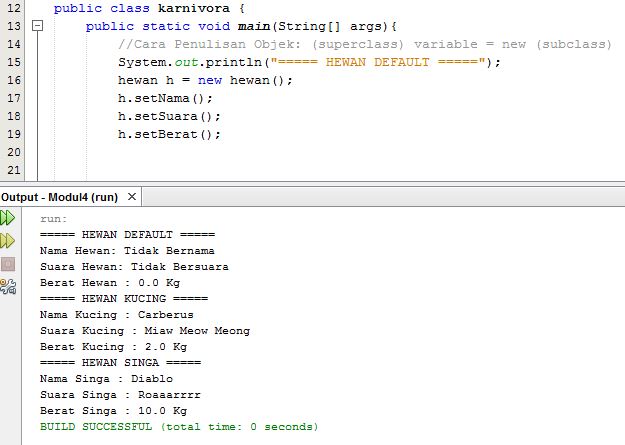 12 public class karnivora {
13 public static void main(String[] args){
14 //Cara Penulisan Objek: (superclass) variable = new (subclass)
15 System.out.println("===== HEWAN DEFAULT =====");
16 hewan h = new hewan();
17 h.setNama();
18 h.setSuara();
19 h.setBerat();
20
21
Output - Modul4 (run) ×
run:
===== HEWAN DEFAULT =====
Nama Hewan: Tidak Bernama
Suara Hewan: Tidak Bersuara
Berat Hewan : 0.0 Kg
===== HEWAN KUCING =====
Nama Kucing : Carberus
Suara Kucing : Miaw Meow Meong
Berat Kucing : 2.0 Kg
===== HEWAN SINGA =====
Nama Singa : Diablo
Suara Singa : Roaaarrrr
Berat Singa : 10.0 Kg
BUILD SUCCESSFUL (total time: 0 seconds)